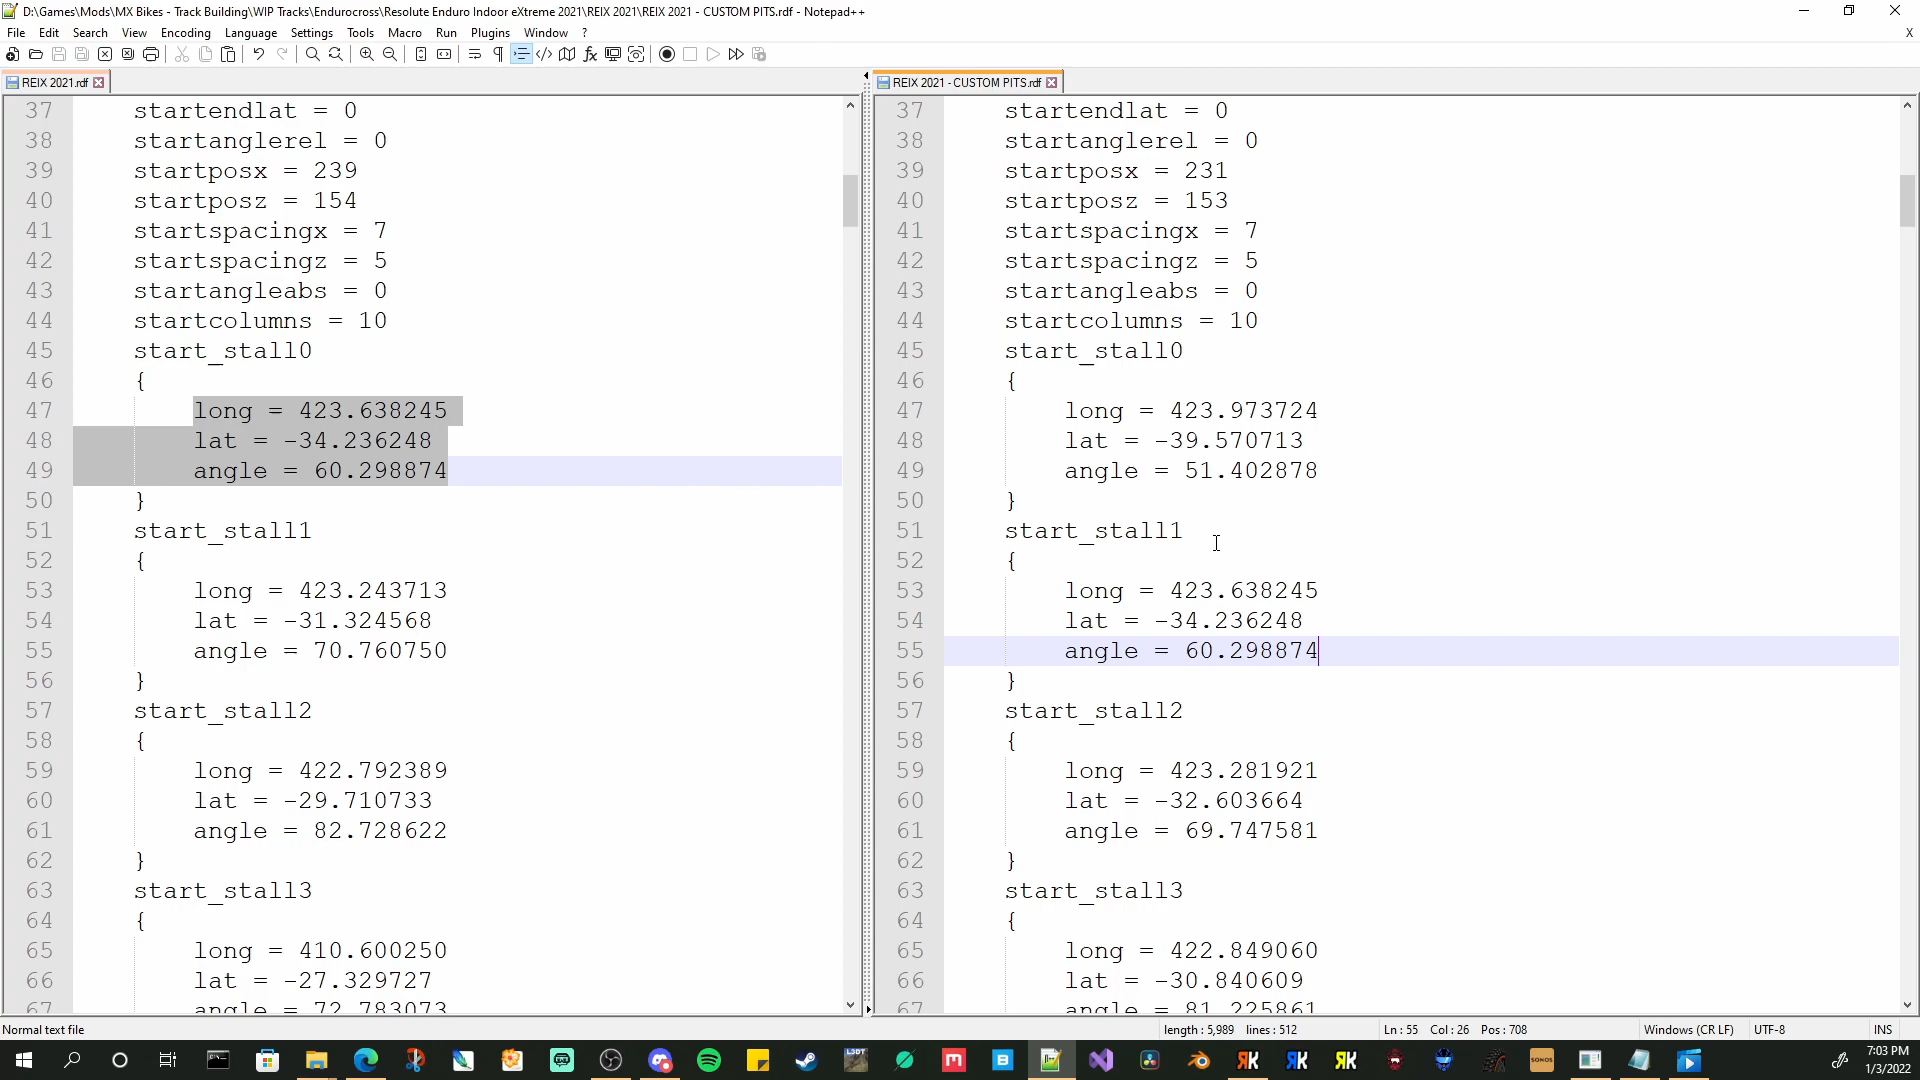 D:\Games\Mods\MX Bikes - Track Building\WIP Tracks\Endurocross\Resolute Enduro Indoor eXtreme 2021\REIX 2021\REIX 2021 - CUSTOM PITS.rdf - Notepad++
File Edit Search View Encoding Language Settings Tools Macro Run Plugins Window ? X
REIX 2021.rdf
37 startendlat = 0
38 startanglerel = 0
39 startposx = 239
40 startposz = 154
41 startspacingx = 7
42 startspacingz = 5
43 startangleabs = 0
44 startcolumns = 10
45 start_stall0
46 {
47 long = 423.638245
48 lat = -34.236248
49 angle = 60.298874
50 }
51 start_stall1
52 {
53 long = 423.243713
54 lat = -31.324568
55 angle = 70.760750
56 }
57 start_stall2
58 {
59 long = 422.792389
60 lat = -29.710733
61 angle = 82.728622
62 }
63 start_stall3
64 {
65 long = 410.600250
66 lat = -27.329727
67 angle = 72.783073
REIX 2021 - CUSTOM PITS.rdf
37 startendlat = 0
38 startanglerel = 0
39 startposx = 231
40 startposz = 153
41 startspacingx = 7
42 startspacingz = 5
43 startangleabs = 0
44 startcolumns = 10
45 start_stall0
46 {
47 long = 423.973724
48 lat = -39.570713
49 angle = 51.402878
50 }
51 start_stall1
52 {
53 long = 423.638245
54 lat = -34.236248
55 angle = 60.298874
56 }
57 start_stall2
58 {
59 long = 423.281921
60 lat = -32.603664
61 angle = 69.747581
62 }
63 start_stall3
64 {
65 long = 422.849060
66 lat = -30.840609
67 angle = 81.225861
Normal text file length : 5,989 lines : 512 Ln : 55 Col : 26 Pos : 708 Windows (CR LF) UTF-8 INS
L3DT
SONOS
7:03 PM
1/3/2022